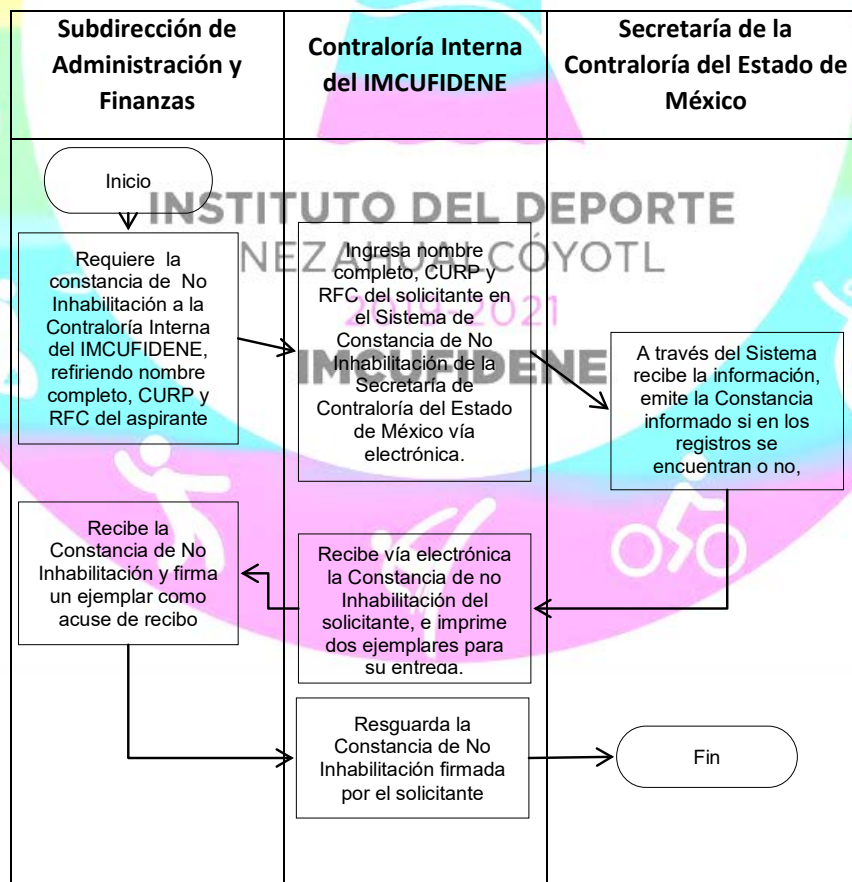 Subdirección de
Administración y
Finanzas
Contraloría Interna
del IMCUFIDENE
Secretaría de la
Contraloría del Estado de
México
Inicio
INSTITUTO DEL DEPORTE
NEZAHUALCÓYOTL
2019-2021
IMCUFIDENE
Requiere la
constancia de No
Inhabilitación a la
Contraloría Interna
del IMCUFIDENE,
refiriendo nombre
completo, CURP y
RFC del aspirante
Ingresa nombre
completo, CURP y
RFC del solicitante en
el Sistema de
Constancia de No
Inhabilitación de la
Secretaría de
Contraloría del Estado
de México vía
electrónica.
A través del Sistema
recibe la información,
emite la Constancia
informado si en los
registros se
encuentran o no,
Recibe la
Constancia de No
Inhabilitación y firma
un ejemplar como
acuse de recibo
Recibe vía electrónica
la Constancia de no
Inhabilitación del
solicitante, e imprime
dos ejemplares para
su entrega.
Resguarda la
Constancia de No
Inhabilitación firmada
por el solicitante
Fin